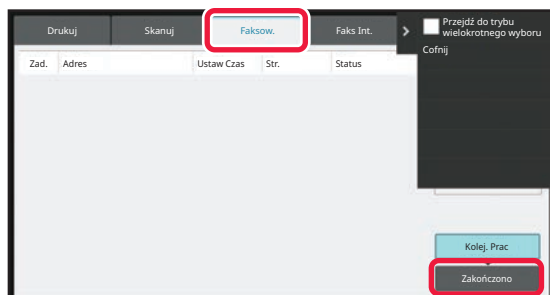 Drukuj Skanuj Faksow. Faks Int.
Przejdź do trybu
wielokrotnego wyboru
Cofnij
Zad. Adres Ustaw Czas Str. Status
Kolej. Prac
Zakończono